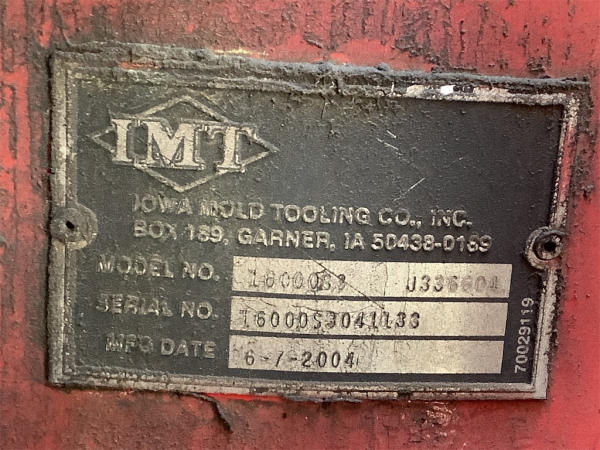 IMT
IOWA MOLD TOOLING CO., INC.
BOX 189, GARNER, IA 50438-0189
MODEL NO. J336604
SERIAL NO. 16000S3041133
MFG DATE 6-7-2004
70029119